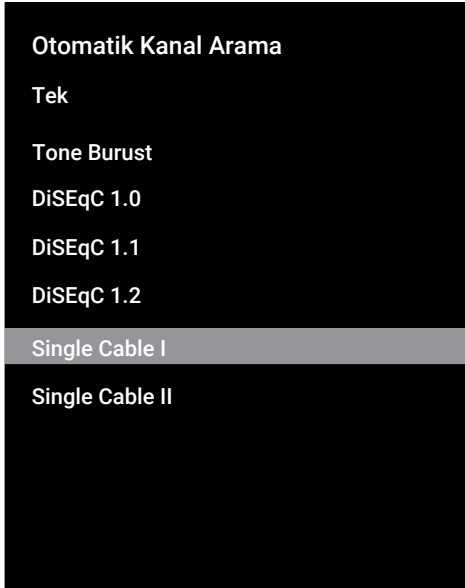 Otomatik Kanal Arama
Tek
Tone Burust
DiSEqC 1.0
DiSEqC 1.1
DiSEqC 1.2
Single Cable I
Single Cable II